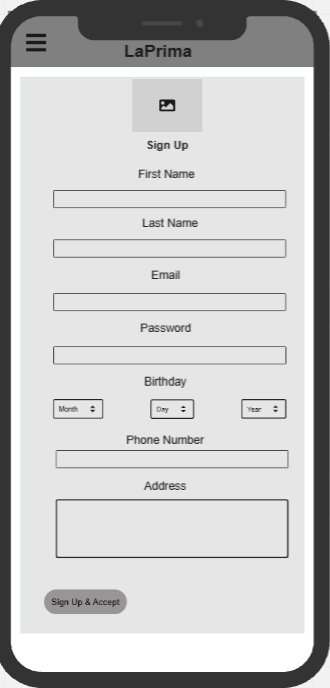 LaPrima
Sign Up
First Name
Last Name
Email
Password
Birthday
Month Day Year
Phone Number
Address
Sign Up & Accept